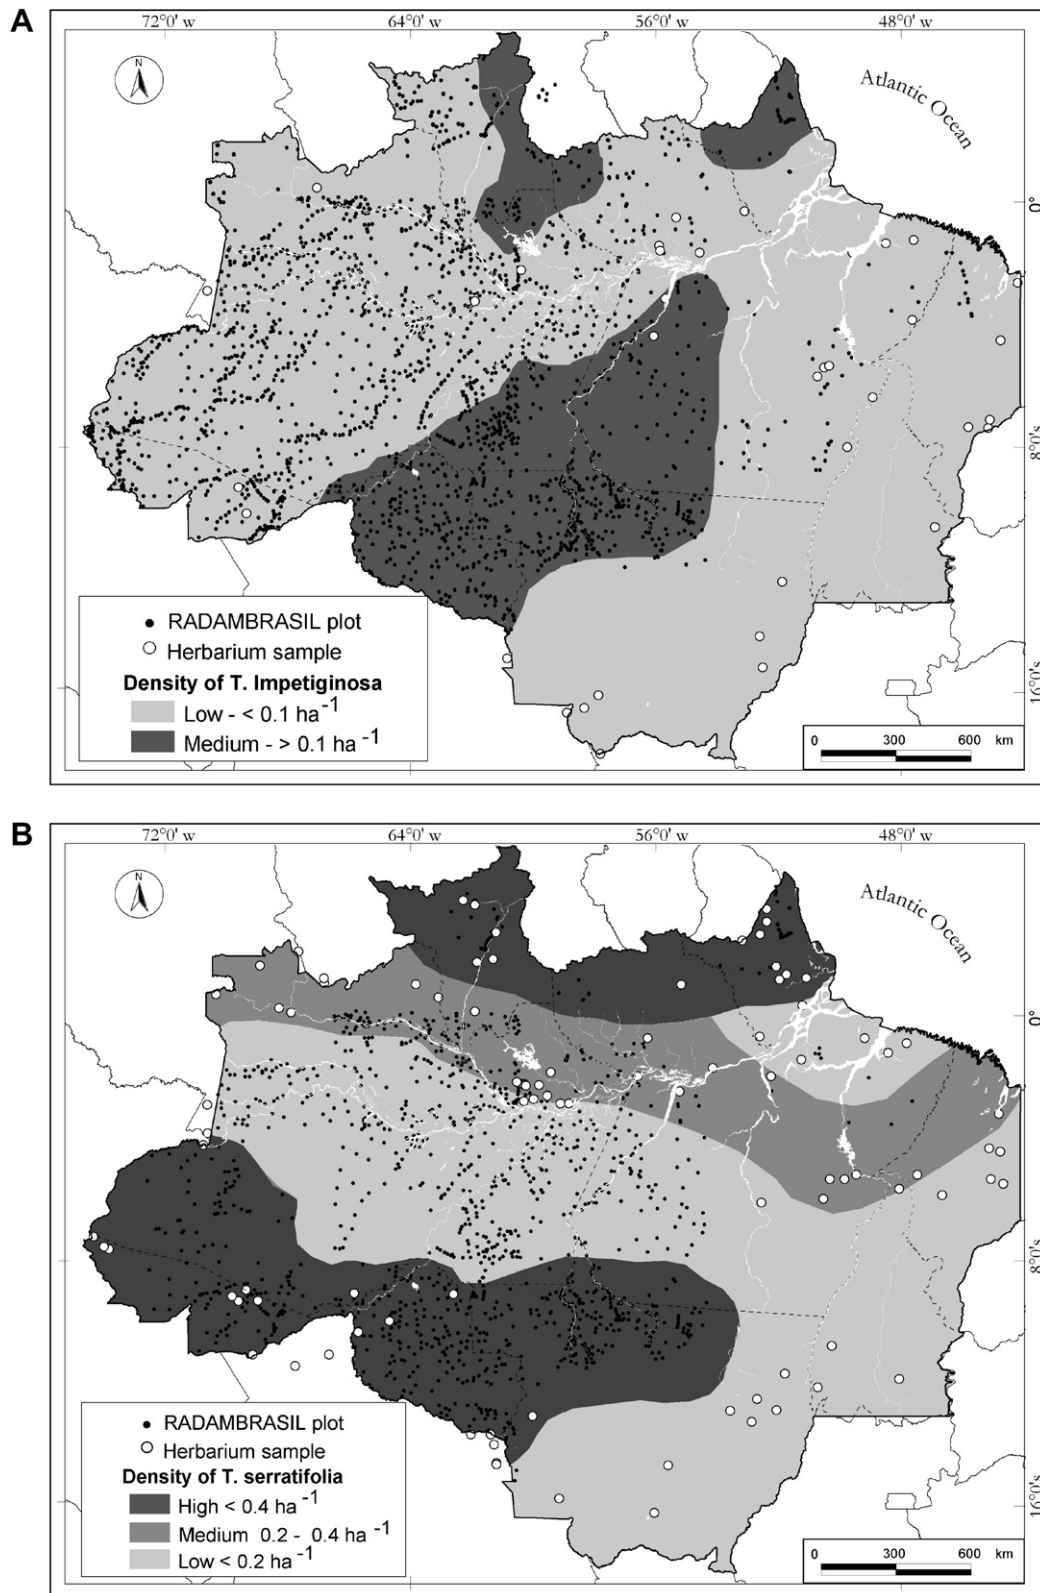 A
72°0' w 64°0' w 56°0' w 48°0' w
N
Atlantic Ocean
0°
8°0's
16°0's
RADAMBRASIL plot
Herbarium sample
Density of T. Impetiginosa
Low - < 0.1 ha⁻¹
Medium - > 0.1 ha⁻¹
0 300 600 km
B
72°0' w 64°0' w 56°0' w 48°0' w
N
Atlantic Ocean
0°
8°0's
16°0's
RADAMBRASIL plot
Herbarium sample
Density of T. serratifolia
High < 0.4 ha⁻¹
Medium 0.2 - 0.4 ha⁻¹
Low < 0.2 ha⁻¹
0 300 600 km